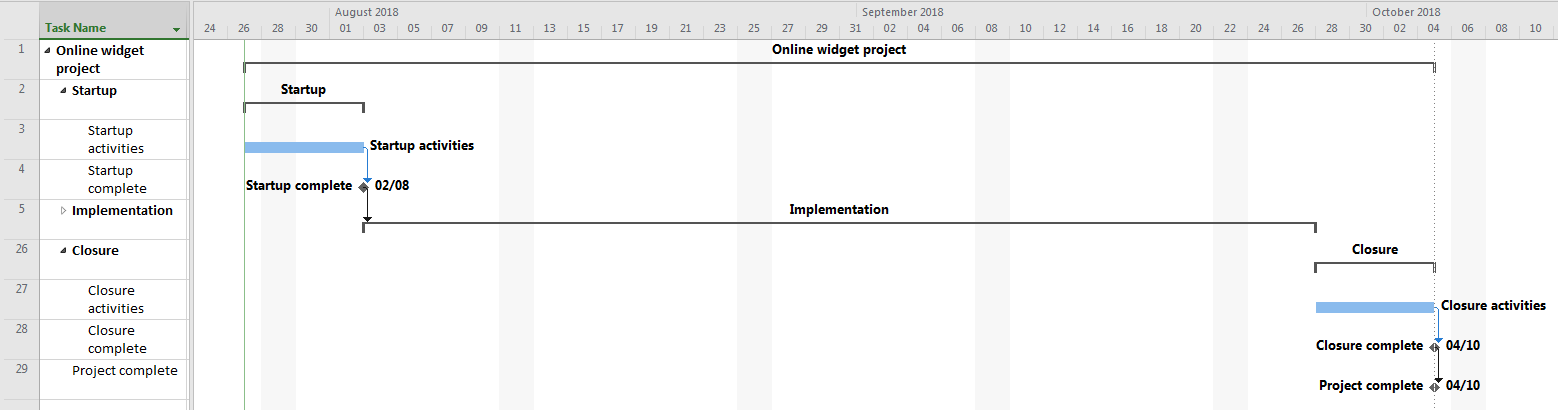 August 2018 September 2018 October 2018
Task Name 24 26 28 30 01 03 05 07 09 11 13 15 17 19 21 23 25 27 29 31 02 04 06 08 10 12 14 16 18 20 22 24 26 28 30 02 04 06 08 10
1 Online widget Online widget project
project
2 Startup Startup
3 Startup Startup activities
activities
4 Startup Startup complete 02/08
complete
5 Implementation Implementation
26 Closure Closure
27 Closure Closure activities
activities
28 Closure Closure complete 04/10
complete
29 Project complete Project complete 04/10